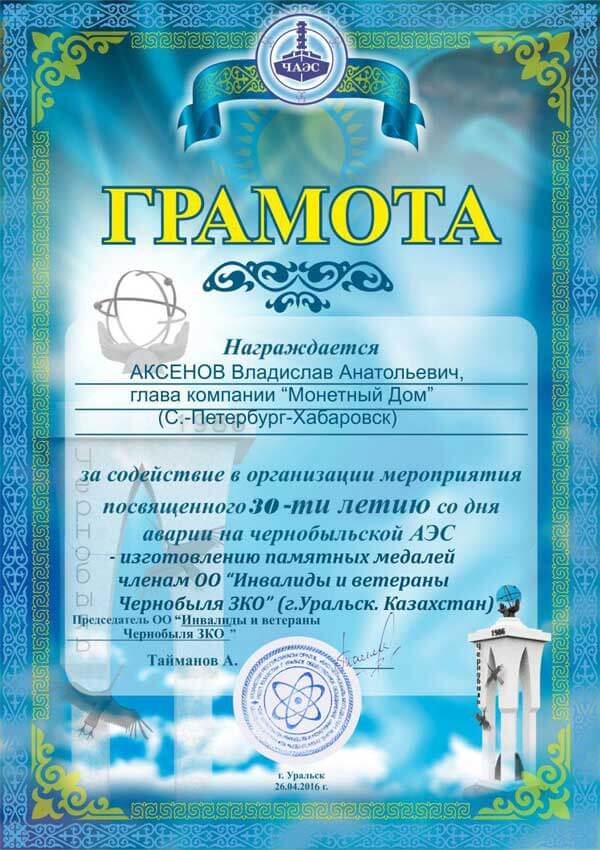 ЧАЭС
ГРАМОТА
Награждается
АКСЕНОВ Владислав Анатольевич,
глава компании “Монетный Дом”
(С.-Петербург-Хабаровск)
1986
Чернобыль
за содействие в организации мероприятия
посвященного 30-ти летию со дня
аварии на чернобыльской АЭС
- изготовлению памятных медалей
членам ОО “Инвалиды и ветераны
Чернобыля ЗКО” (г.Уральск. Казахстан)
Председатель ОО “Инвалиды и ветераны
Чернобыля ЗКО ”
Тайманов А.
1986
г. Уральск
26.04.2016 г.